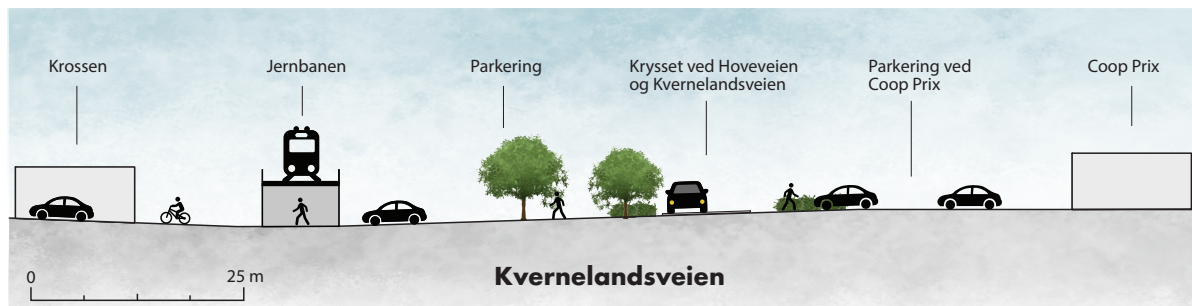 Krossen
Jernbanen
Parkering
Krysset ved Hoveveien
og Kvernelandsveien
Parkering ved
Coop Prix
Coop Prix
0
25 m
Kvernelandsveien